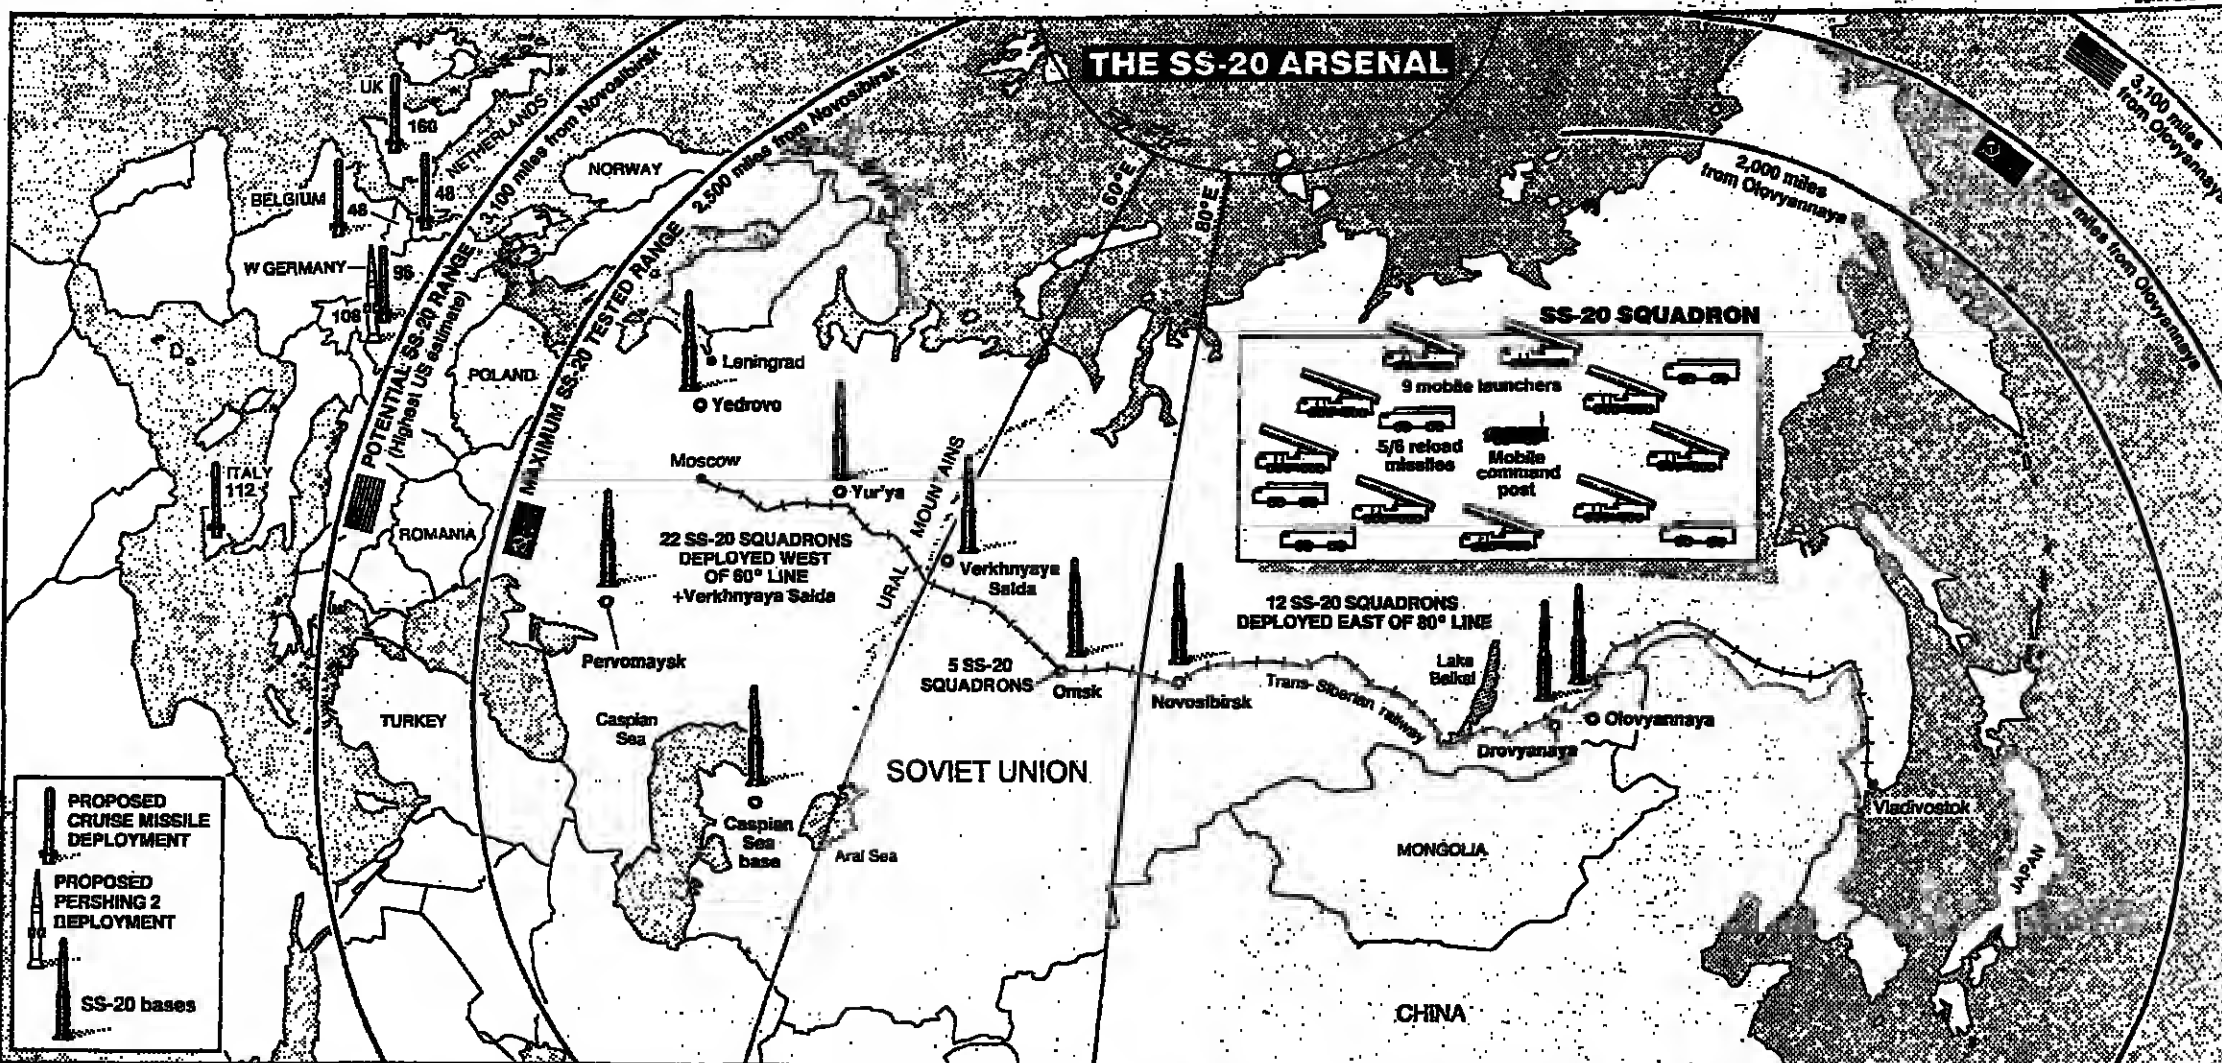 THE SS-20 ARSENAL
UK
160
NETHERLANDS
48
BELGIUM
48
W GERMANY
96
108
ITALY
112
NORWAY
POLAND
ROMANIA
TURKEY
POTENTIAL SS-20 RANGE 3,100 miles from Novosibirsk
(Highest US estimate)
MAXIMUM SS-20 TESTED RANGE 2,500 miles from Novosibirsk
60°E
80°E
2,000 miles
from Olovyannaya
3,100 miles
from Olovyannaya
miles from Olovyannaya
Leningrad
Yedrovo
Moscow
Yur'ya
URAL MOUNTAINS
22 SS-20 SQUADRONS
DEPLOYED WEST
OF 60° LINE
+Verkhnyaya Salda
Verkhnyaya
Salda
Pervomaysk
5 SS-20
SQUADRONS
Omsk
Novosibirsk
Trans-Siberian railway
12 SS-20 SQUADRONS
DEPLOYED EAST OF 80° LINE
Lake
Baikal
Drovyanaya
Olovyannaya
Caspian
Sea
Caspian
Sea
base
Aral Sea
SOVIET UNION
MONGOLIA
CHINA
Vladivostok
JAPAN
SS-20 SQUADRON
9 mobile launchers
5/6 reload
missiles
Mobile
command
post
PROPOSED
CRUISE MISSILE
DEPLOYMENT
PROPOSED
PERSHING 2
DEPLOYMENT
SS-20 bases